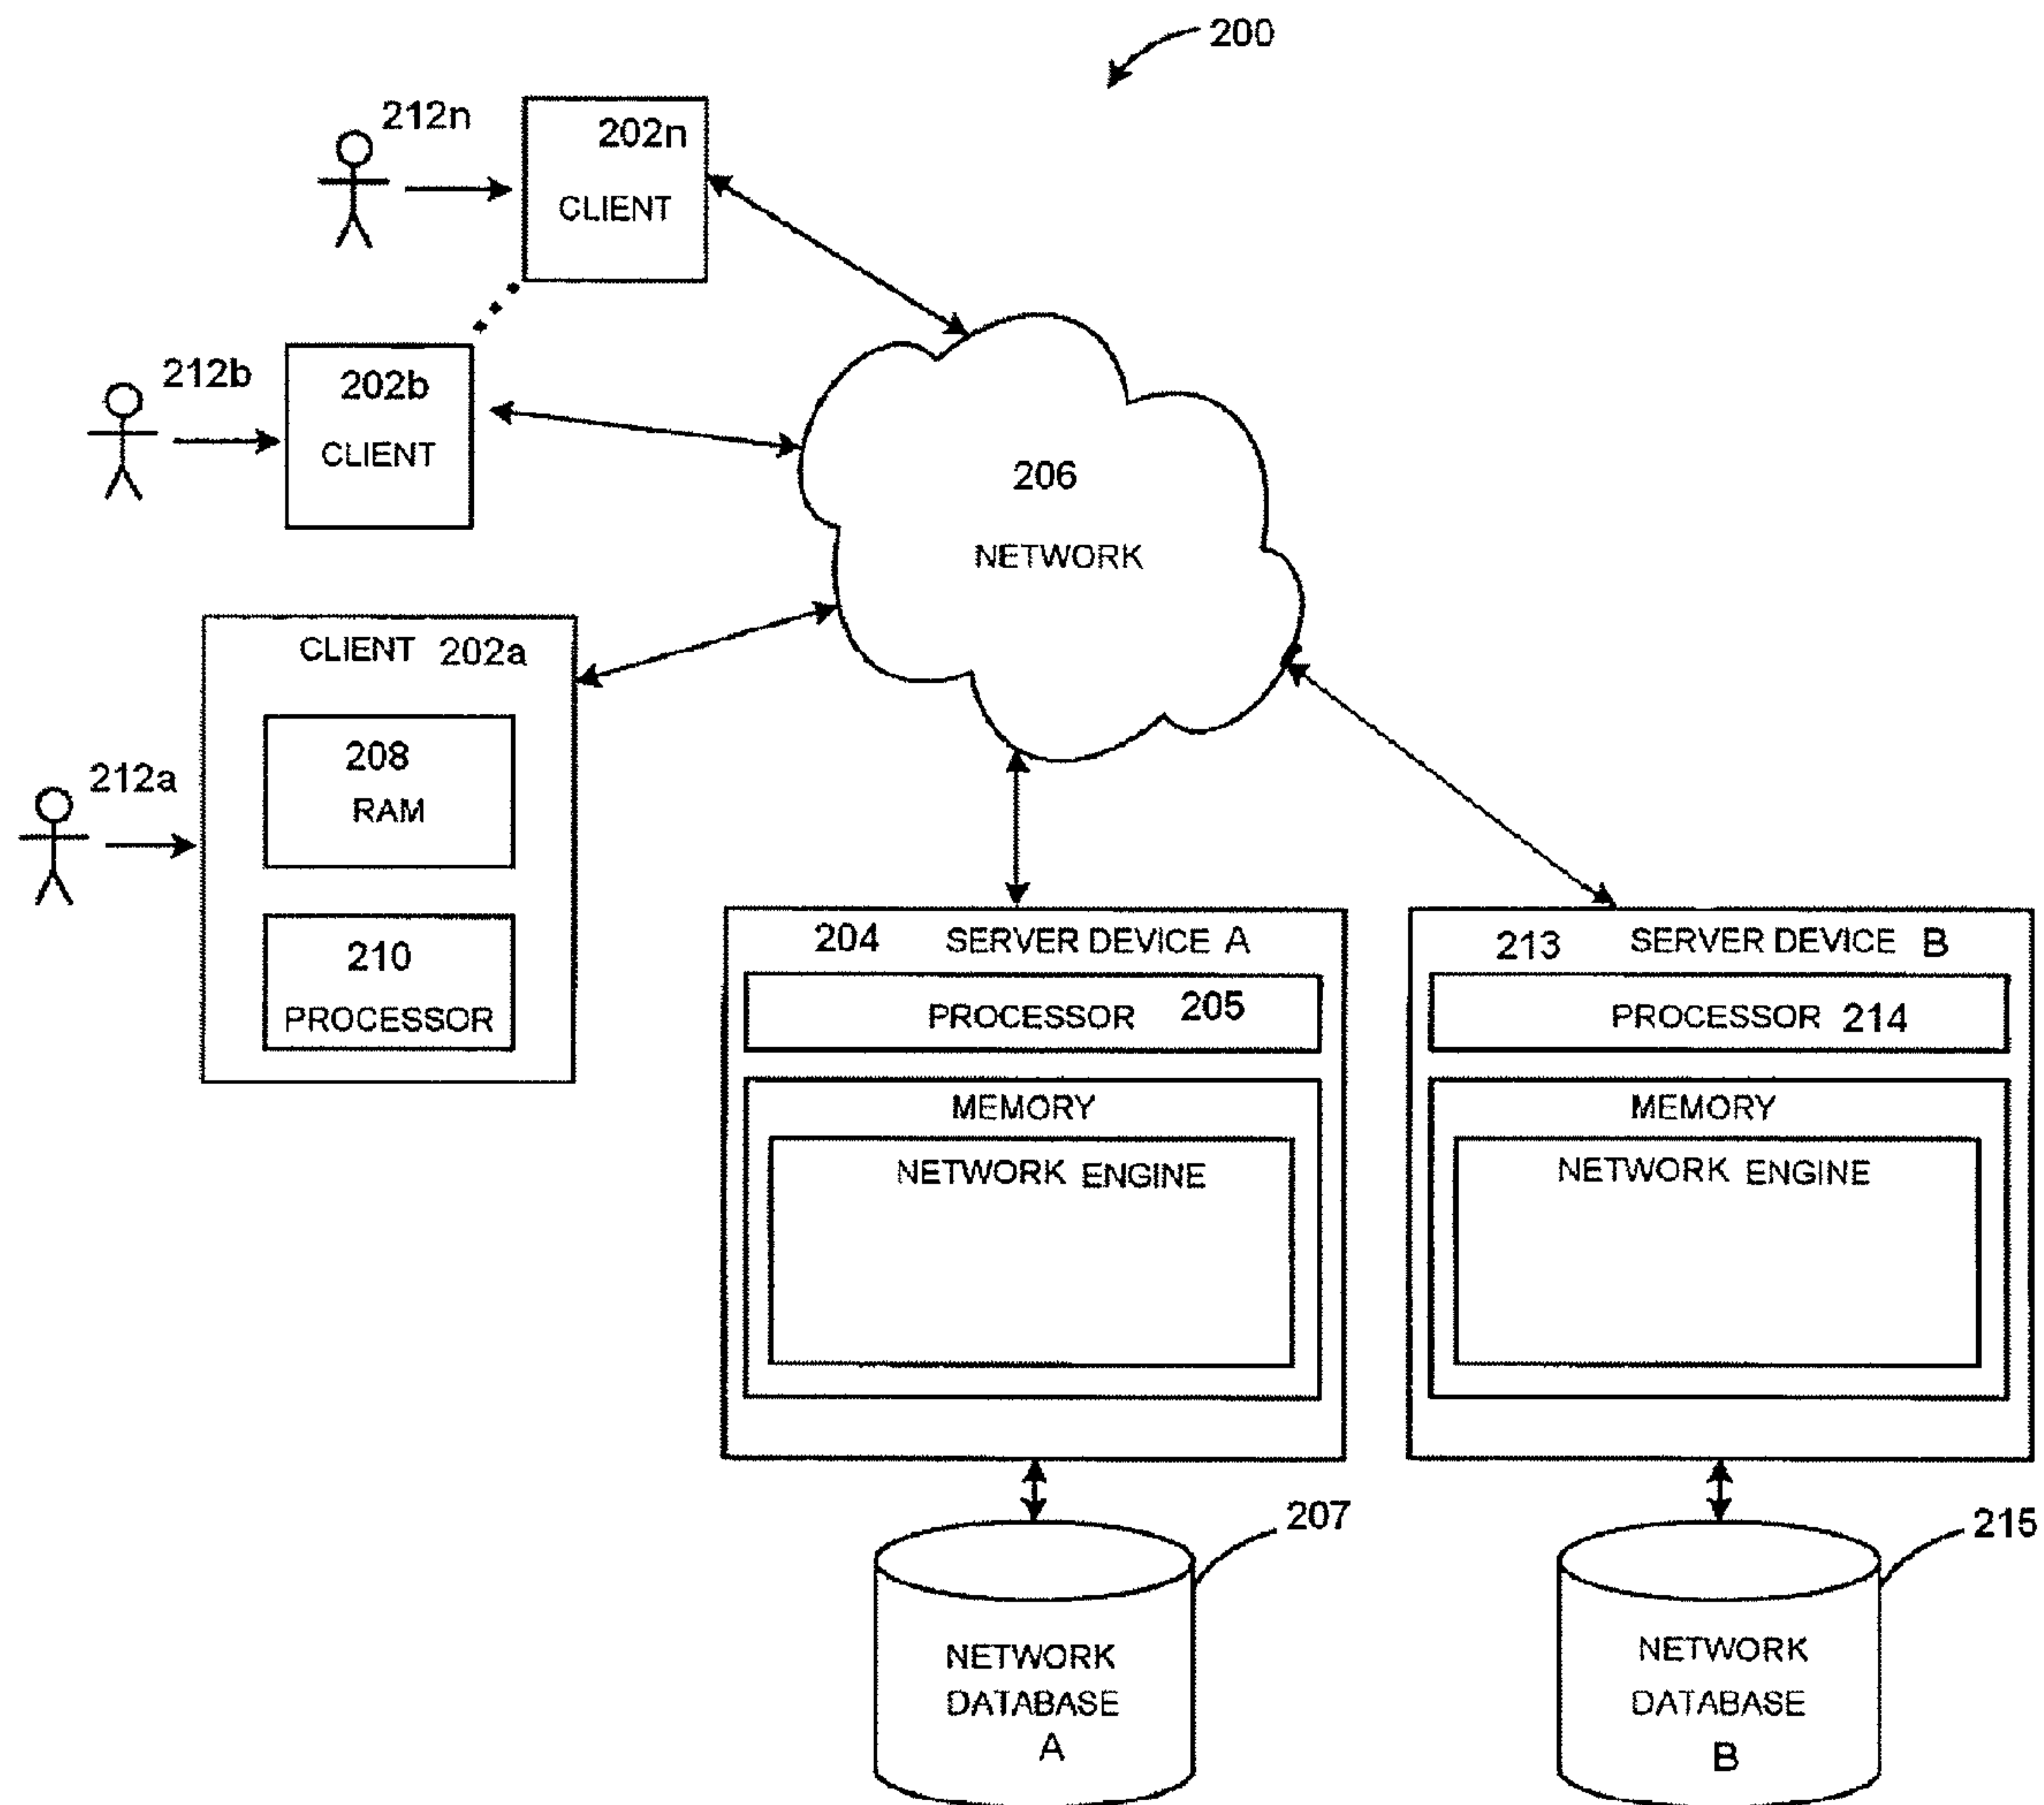 200
212n
202n
CLIENT
212b
202b
CLIENT
206
NETWORK
CLIENT 202a
208
RAM
212a
210
PROCESSOR
204 SERVER DEVICE A
PROCESSOR 205
MEMORY
NETWORK ENGINE
213 SERVER DEVICE B
PROCESSOR 214
MEMORY
NETWORK ENGINE
207
NETWORK
DATABASE
A
215
NETWORK
DATABASE
B